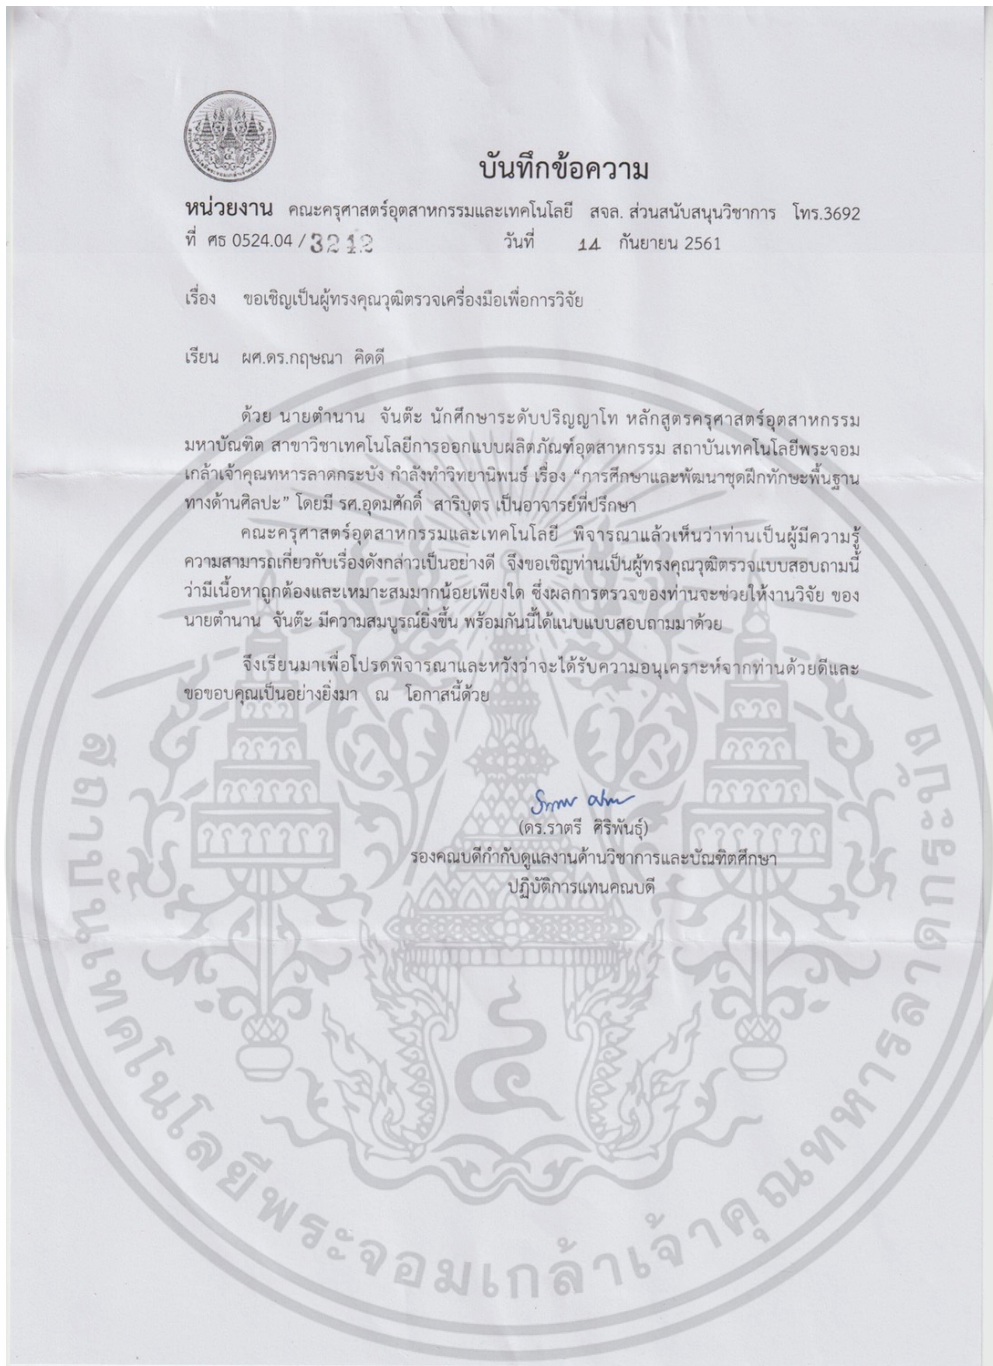 บันทึกข้อความ
หน่วยงาน คณะครุศาสตร์อุตสาหกรรมและเทคโนโลยี สจล. ส่วนสนับสนุนวิชาการ โทร.3692
ที่ ศธ 0524.04 / 3212 วันที่ 14 กันยายน 2561
เรื่อง ขอเชิญเป็นผู้ทรงคุณวุฒิตรวจเครื่องมือเพื่อการวิจัย
เรียน ผศ.ดร.กฤษณา คิดดี
ด้วย นายตำนาน จันต๊ะ นักศึกษาระดับปริญญาโท หลักสูตรครุศาสตร์อุตสาหกรรม
มหาบัณฑิต สาขาวิชาเทคโนโลยีการออกแบบผลิตภัณฑ์อุตสาหกรรม สถาบันเทคโนโลยีพระจอม
เกล้าเจ้าคุณทหารลาดกระบัง กำลังทำวิทยานิพนธ์ เรื่อง "การศึกษาและพัฒนาชุดฝึกทักษะพื้นฐาน
ทางด้านศิลปะ" โดยมี รศ.อุดมศักดิ์ สาริบุตร เป็นอาจารย์ที่ปรึกษา
คณะครุศาสตร์อุตสาหกรรมและเทคโนโลยี พิจารณาแล้วเห็นว่าท่านเป็นผู้มีความรู้
ความสามารถเกี่ยวกับเรื่องดังกล่าวเป็นอย่างดี จึงขอเชิญท่านเป็นผู้ทรงคุณวุฒิตรวจแบบสอบถามนี้
ว่ามีเนื้อหาถูกต้องและเหมาะสมมากน้อยเพียงใด ซึ่งผลการตรวจของท่านจะช่วยให้งานวิจัย ของ
นายตำนาน จันต๊ะ มีความสมบูรณ์ยิ่งขึ้น พร้อมกันนี้ได้แนบแบบสอบถามมาด้วย
จึงเรียนมาเพื่อโปรดพิจารณาและหวังว่าจะได้รับความอนุเคราะห์จากท่านด้วยดีและ
ขอขอบคุณเป็นอย่างยิ่งมา ณ โอกาสนี้ด้วย
(ดร.ราตรี ศิริพันธุ์)
รองคณบดีกำกับดูแลงานด้านวิชาการและบัณฑิตศึกษา
ปฏิบัติการแทนคณบดี
สถาบันเทคโนโลยีพระจอมเกล้าเจ้าคุณทหารลาดกระบัง
๔